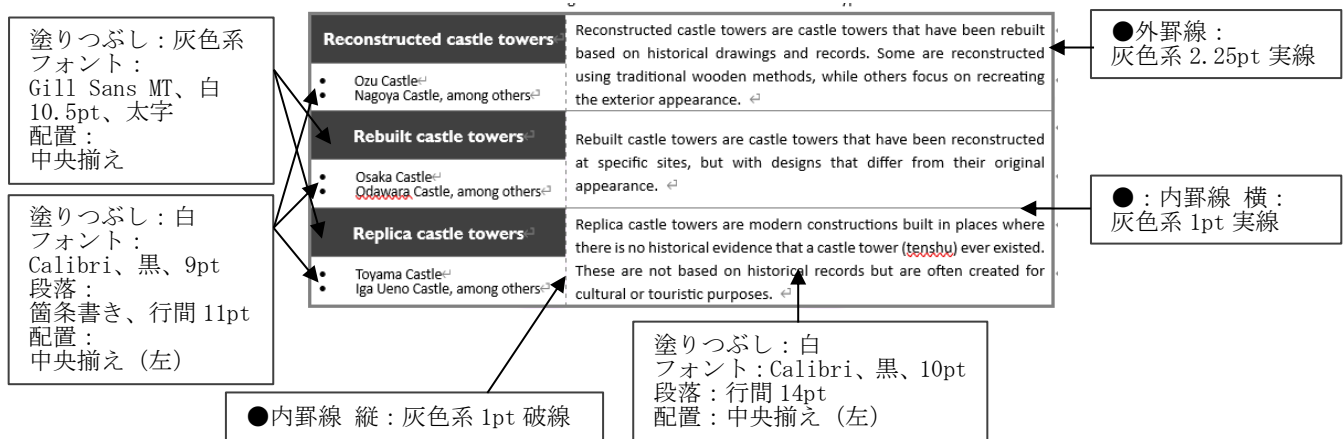 塗りつぶし：灰色系
フォント：
Gill Sans MT、白
10.5pt、太字
配置：
中央揃え
塗りつぶし：白
フォント：
Calibri、黒、9pt
段落：
箇条書き、行間 11pt
配置：
中央揃え（左）
Reconstructed castle towers
• Ozu Castle↵
• Nagoya Castle, among others↵
Reconstructed castle towers are castle towers that have been rebuilt
based on historical drawings and records. Some are reconstructed
using traditional wooden methods, while others focus on recreating
the exterior appearance. ↵
Rebuilt castle towers↵
• Osaka Castle↵
• Odawara Castle, among others↵
Rebuilt castle towers are castle towers that have been reconstructed
at specific sites, but with designs that differ from their original
appearance. ↵
Replica castle towers↵
• Toyama Castle↵
• Iga Ueno Castle, among others↵
Replica castle towers are modern constructions built in places where
there is no historical evidence that a castle tower (tenshu) ever existed.
These are not based on historical records but are often created for
cultural or touristic purposes. ↵
●外罫線：
灰色系 2.25pt 実線
●：内罫線 横：
灰色系 1pt 実線
●内罫線 縦：灰色系 1pt 破線
塗りつぶし：白
フォント：Calibri、黒、10pt
段落：行間 14pt
配置：中央揃え（左）